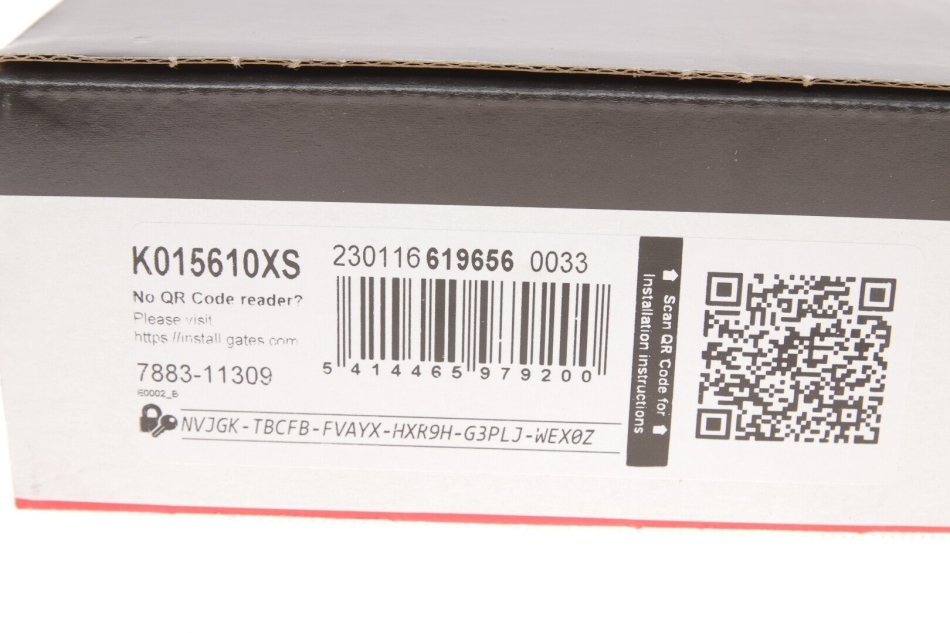 K015610XS
230116 619656 0033
No QR Code reader?
Please visit
https://install.gates.com
7883-11309
IE0002_B
5 414465 979200
NVJGK-TBCFB-FVAYX-HXR9H-G3PLJ-WEX0Z
Scan QR Code for
installation instructions